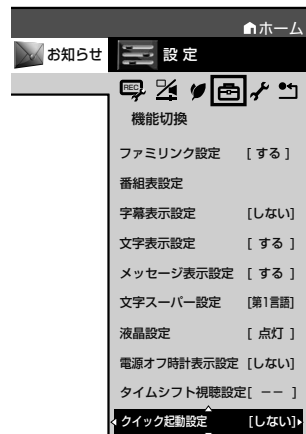 ホーム
お知らせ
設定
REC
機能切換
ファミリンク設定 [ する ]
番組表設定
字幕表示設定 [しない]
文字表示設定 [ する ]
メッセージ表示設定 [ する ]
文字スーパー設定 [第1言語]
液晶設定 [ 点灯 ]
電源オフ時計表示設定 [しない]
タイムシフト視聴設定 [ −− ]
クイック起動設定 [しない]